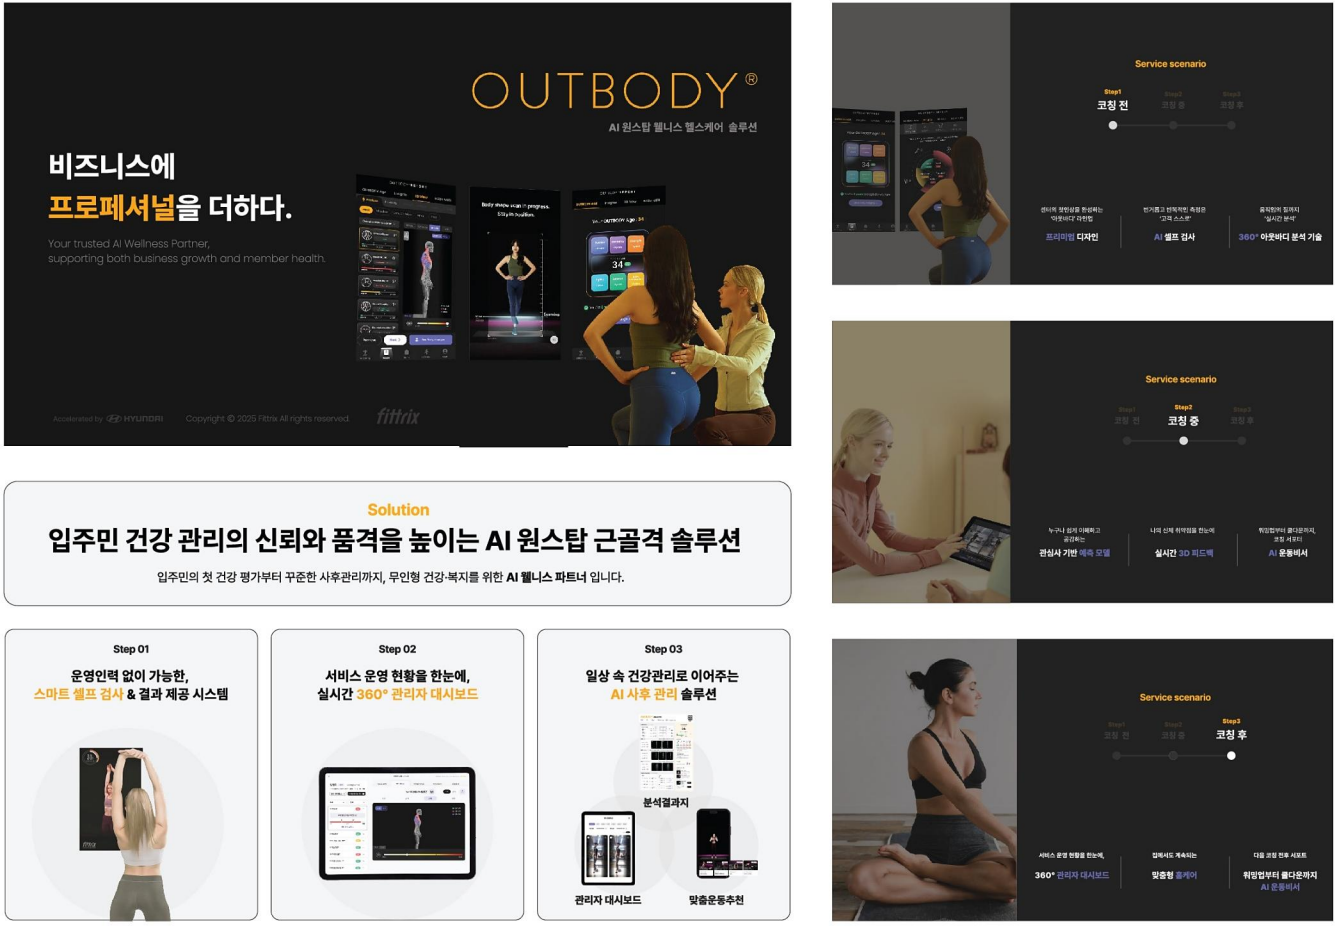 OUTBODY®
AI 원스탑 웰니스 헬스케어 솔루션
비즈니스에
프로페셔널을 더하다.
Your trusted AI Wellness Partner,
supporting both business growth and member health.
Body shape scan in progress.
Stay in position.
34
Accelerated by HYUNDAI
Copyright © 2025 Fittrix All rights reserved
fittrix
Solution
입주민 건강 관리의 신뢰와 품격을 높이는 AI 원스탑 근골격 솔루션
입주민의 첫 건강 평가부터 꾸준한 사후관리까지, 무인형 건강·복지를 위한 AI 웰니스 파트너 입니다.
Step 01
운영인력 없이 가능한,
스마트 셀프 검사 & 결과 제공 시스템
fittrix
Step 02
서비스 운영 현황을 한눈에,
실시간 360° 관리자 대시보드
Step 03
일상 속 건강관리로 이어주는
AI 사후 관리 솔루션
분석결과지
관리자 대시보드
맞춤운동추천
Service scenario
Step1
코칭 전
Step2
코칭 중
Step3
코칭 후
34
센터의 첫인상을 완성하는
'아웃바디' 라인업
프리미엄 디자인
번거롭고 반복적인 측정은
'고객 스스로'
AI 셀프 검사
움직임의 질까지
'실시간 분석'
360° 아웃바디 분석 기술
Service scenario
Step1
코칭 전
Step2
코칭 중
Step3
코칭 후
누구나 쉽게 이해하고
공감하는
관심사 기반 예측 모델
나의 신체 취약점을 한눈에
실시간 3D 피드백
워밍업부터 쿨다운까지,
코칭 서포터
AI 운동비서
Service scenario
Step1
코칭 전
Step2
코칭 중
Step3
코칭 후
서비스 운영 현황을 한눈에,
360° 관리자 대시보드
집에서도 계속되는
맞춤형 홈케어
다음 코칭 전후 서포트
워밍업부터 쿨다운까지
AI 운동비서